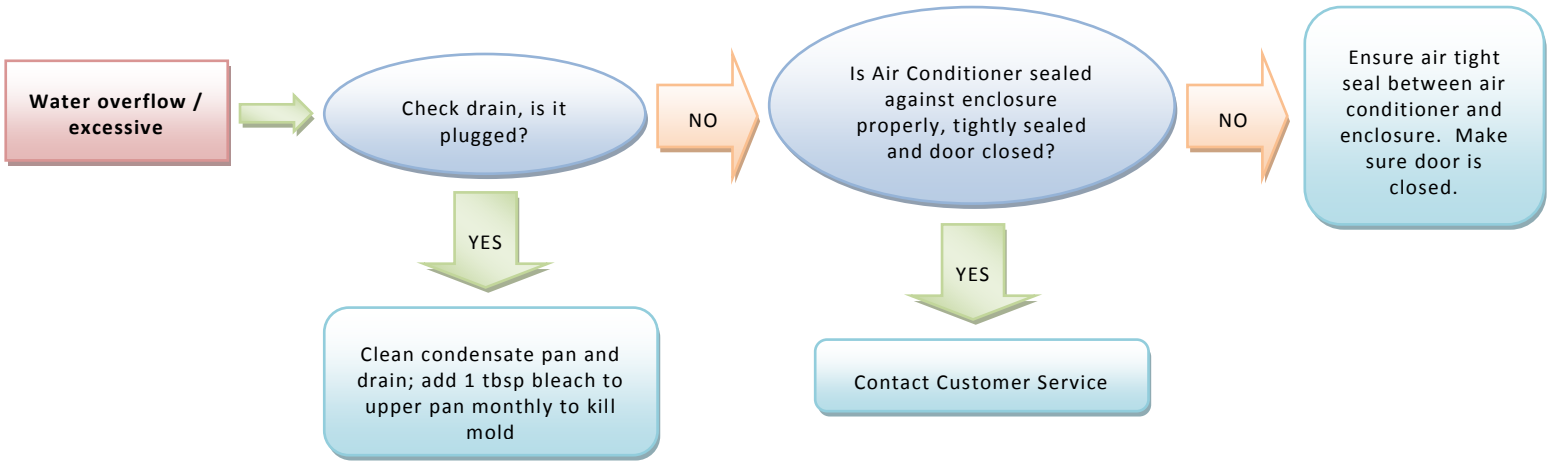 Water overflow /
excessive
Check drain, is it
plugged?
NO
Is Air Conditioner sealed
against enclosure
properly, tightly sealed
and door closed?
NO
Ensure air tight
seal between air
conditioner and
enclosure.  Make
sure door is
closed.
YES
Clean condensate pan and
drain; add 1 tbsp bleach to
upper pan monthly to kill
mold
YES
Contact Customer Service